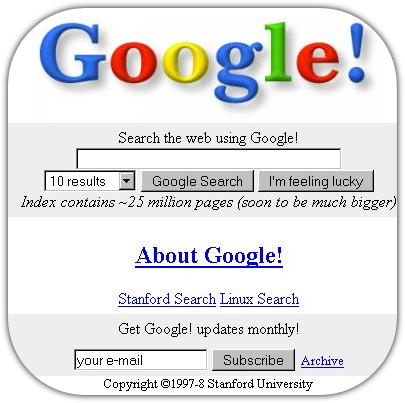 Google!
Search the web using Google!
10 results Google Search I'm feeling lucky
Index contains ~25 million pages (soon to be much bigger)
About Google!
Stanford Search Linux Search
Get Google! updates monthly!
your e-mail Subscribe Archive
Copyright ©1997-8 Stanford University